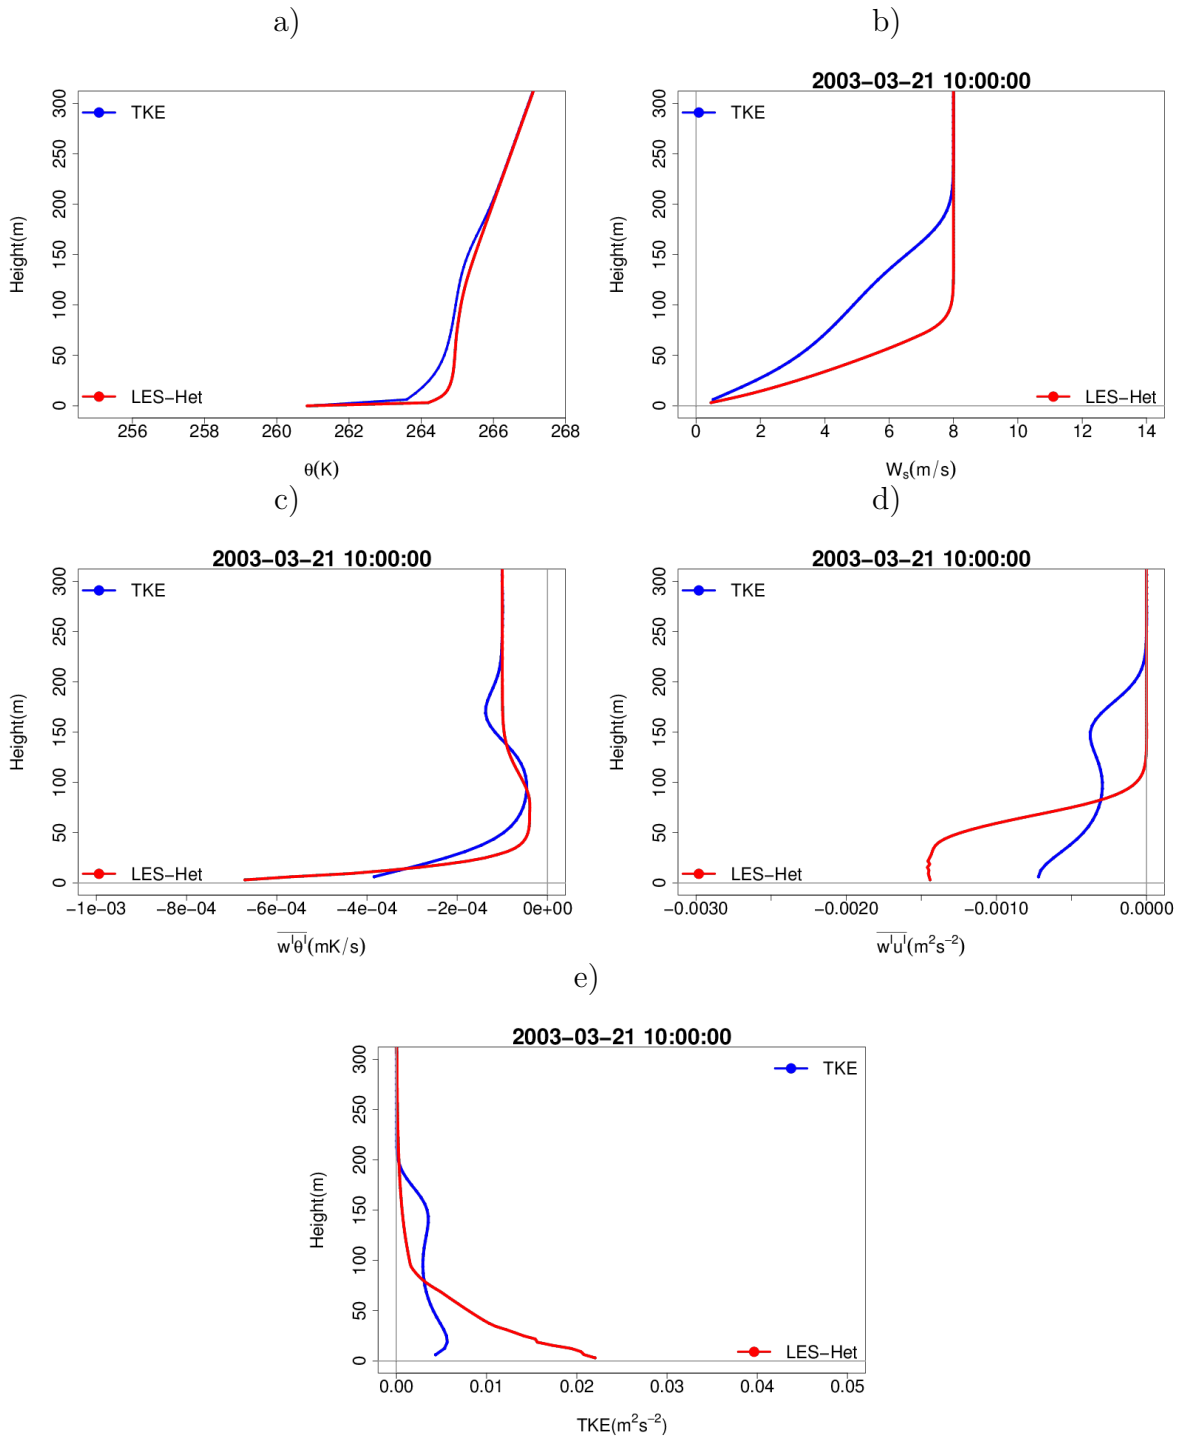 a)
b)
2003−03−21 10:00:00
TKE
LES−Het
Height(m)
0 50 100 150 200 250 300
256 258 260 262 264 266 268
θ(K)
TKE
LES−Het
Height(m)
0 50 100 150 200 250 300
0 2 4 6 8 10 12 14
Ws(m/s)
c)
d)
2003−03−21 10:00:00
2003−03−21 10:00:00
TKE
LES−Het
Height(m)
0 50 100 150 200 250 300
−1e−03 −8e−04 −6e−04 −4e−04 −2e−04 0e+00
w'θ'(mK/s)
TKE
LES−Het
Height(m)
0 50 100 150 200 250 300
−0.0030 −0.0020 −0.0010 0.0000
w'u'(m²s⁻²)
e)
2003−03−21 10:00:00
TKE
LES−Het
Height(m)
0 50 100 150 200 250 300
0.00 0.01 0.02 0.03 0.04 0.05
TKE(m²s⁻²)